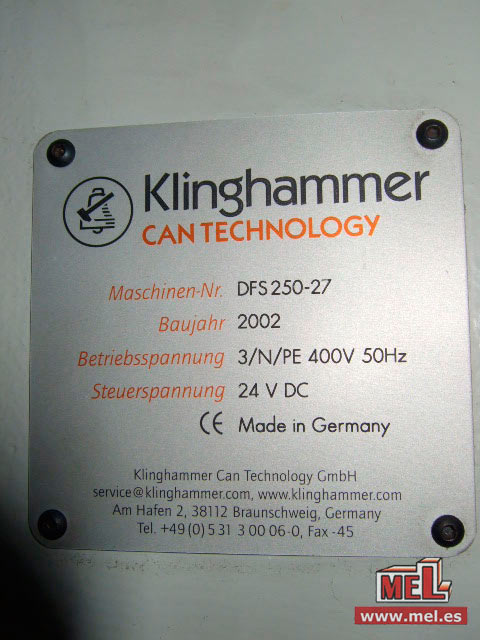 Klinghammer
CAN TECHNOLOGY
Maschinen-Nr. DFS 250-27
Baujahr 2002
Betriebsspannung 3/N/PE 400V 50Hz
Steuerspannung 24 V DC
CE Made in Germany
Klinghammer Can Technology GmbH
service@klinghammer.com, www.klinghammer.com
Am Hafen 2, 38112 Braunschweig, Germany
Tel. +49 (0) 5 31 3 00 06-0, Fax -45
MEL
www.mel.es